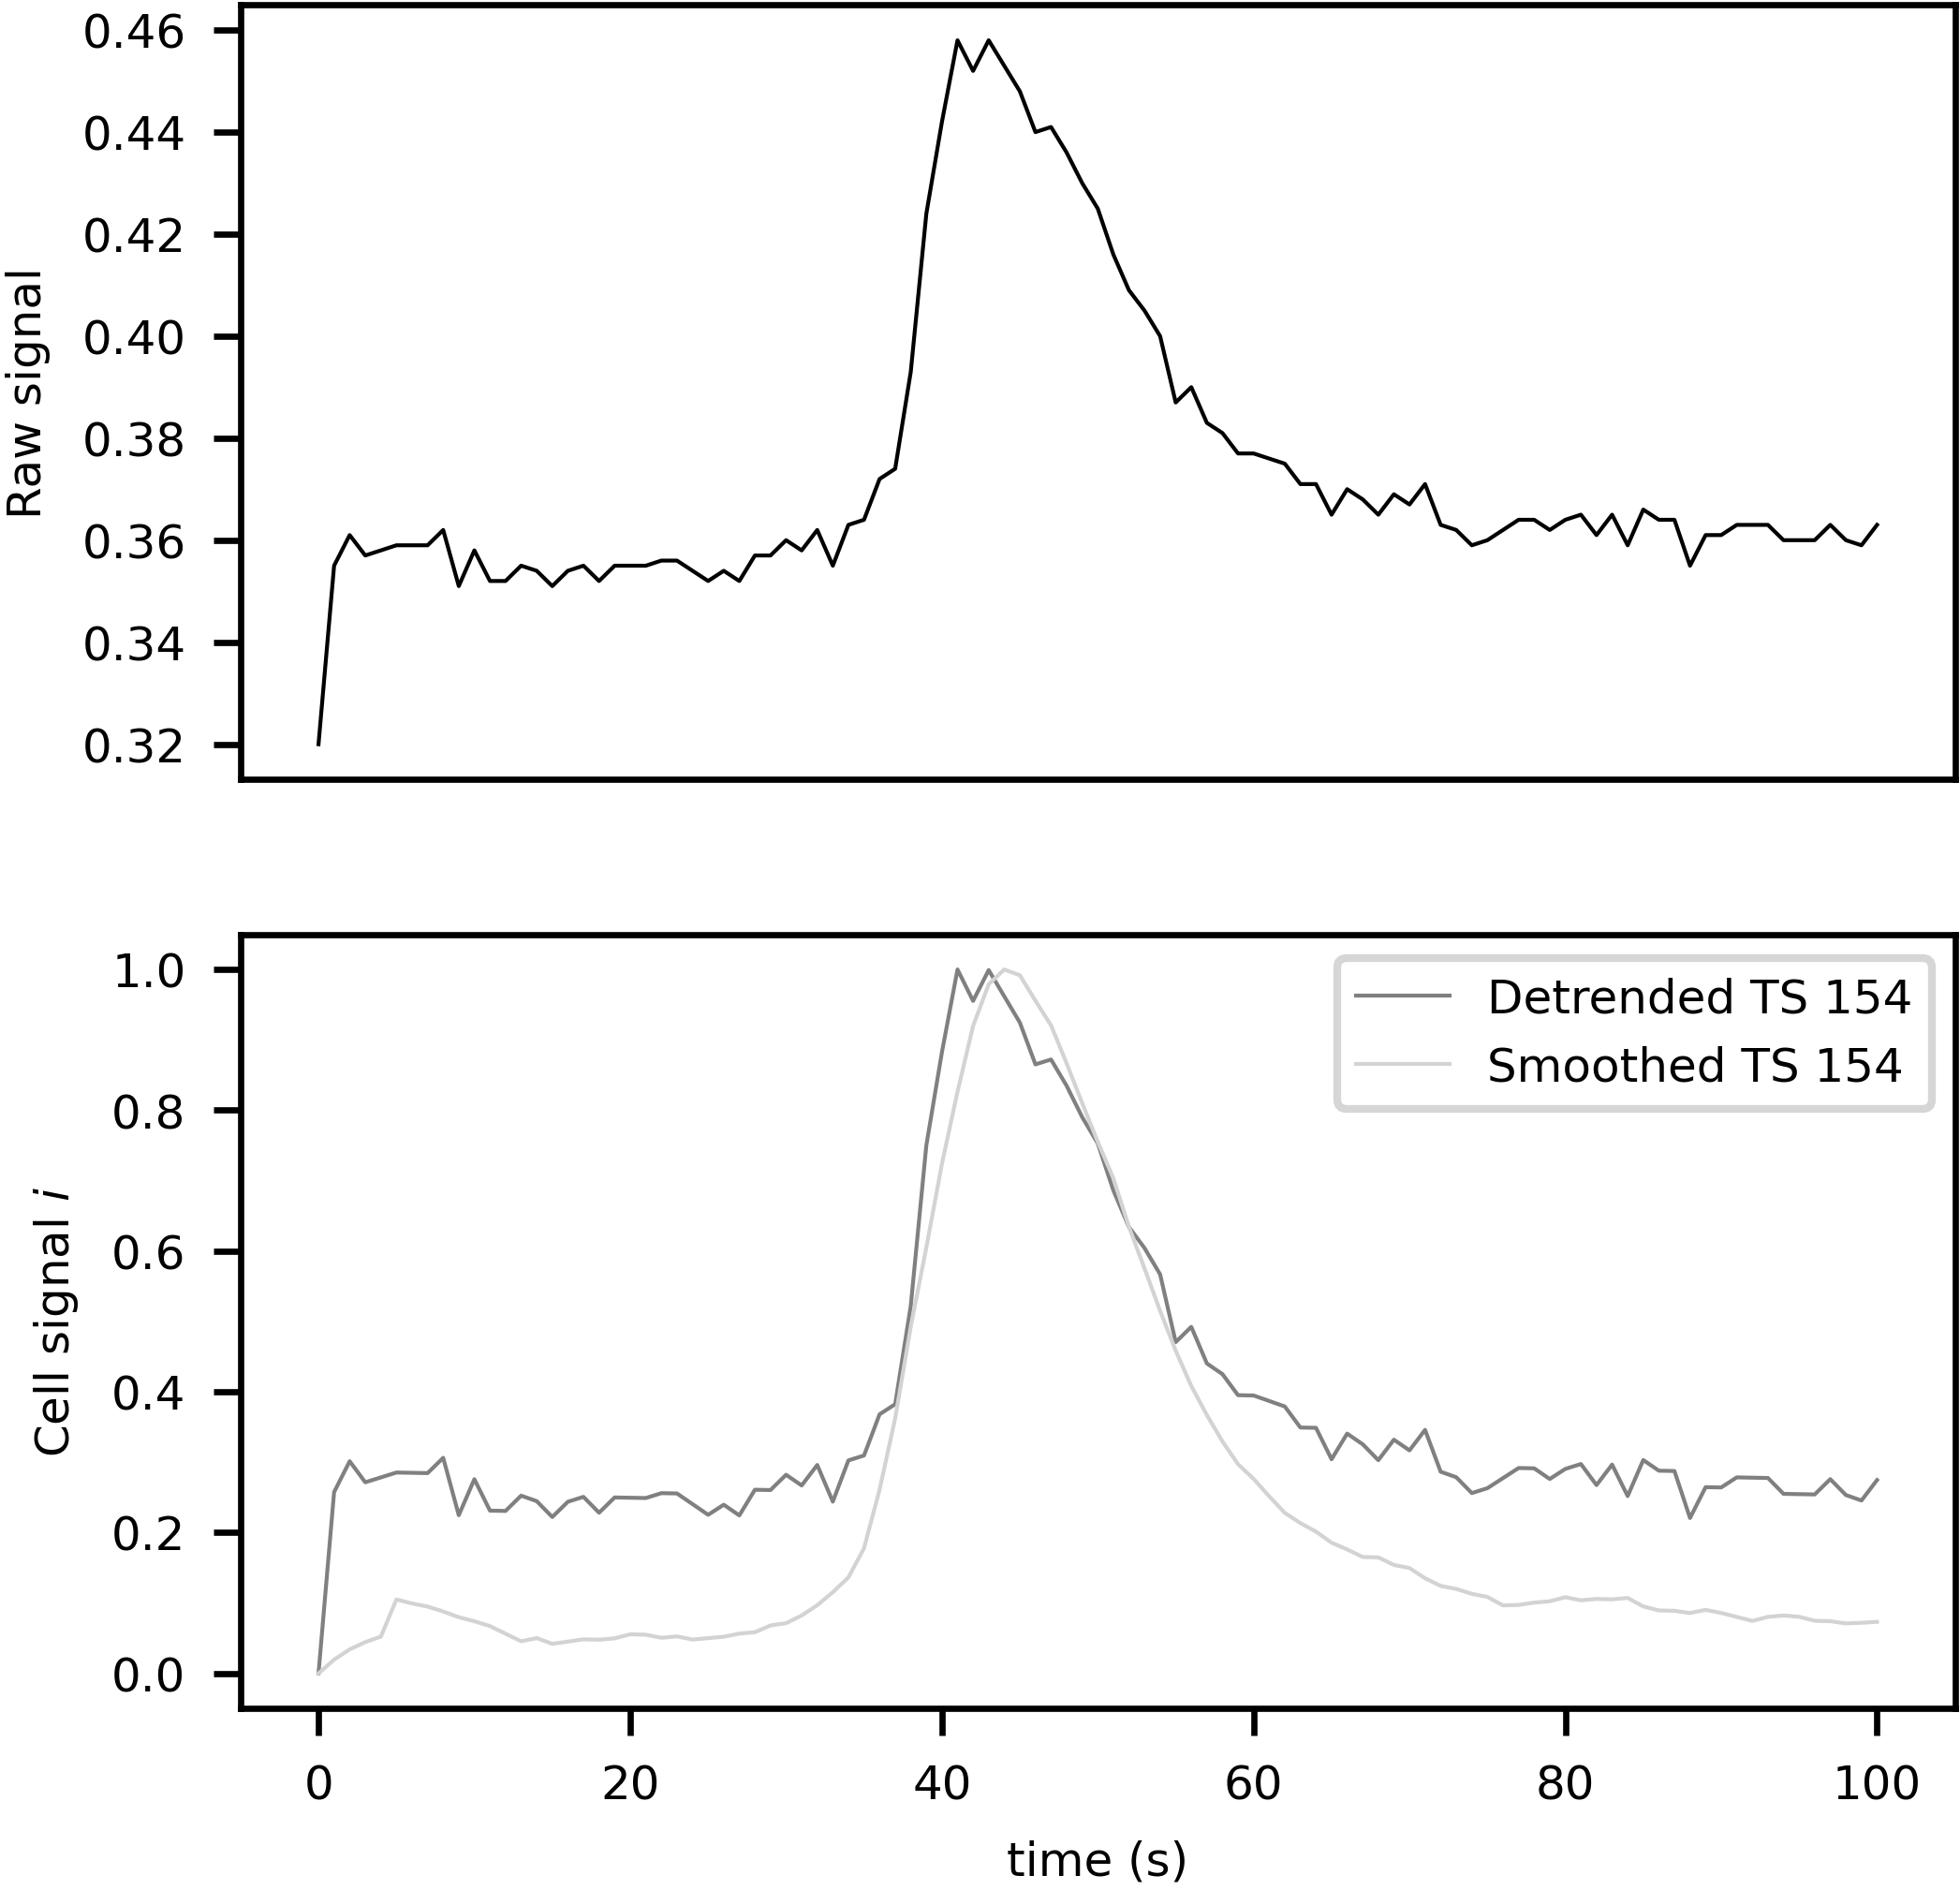 Raw signal
0.46
0.44
0.42
0.40
0.38
0.36
0.34
0.32
Cell signal i
1.0
0.8
0.6
0.4
0.2
0.0
Detrended TS 154
Smoothed TS 154
0 20 40 60 80 100
time (s)